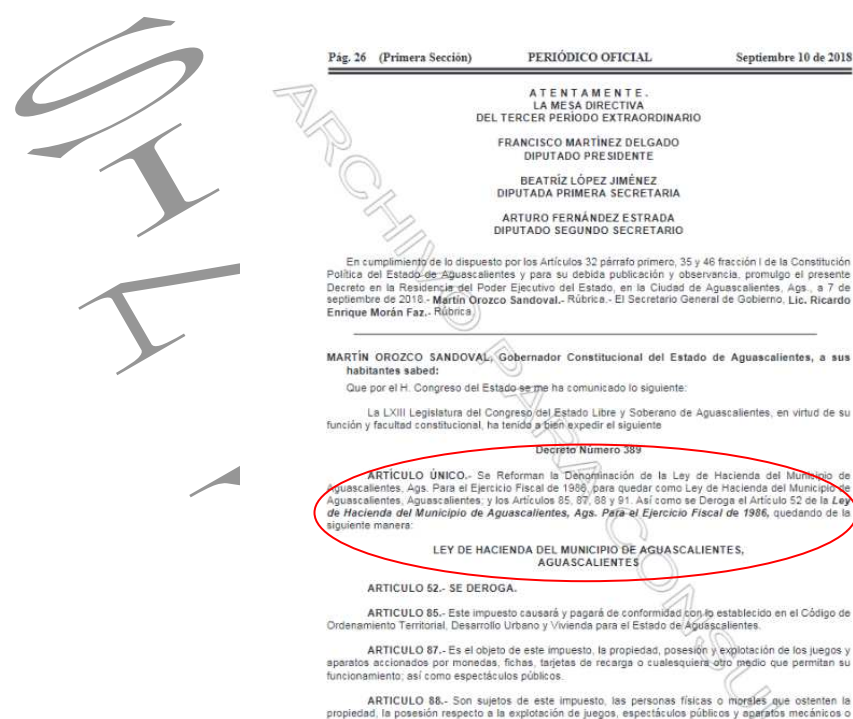 Pág. 26 (Primera Sección) PERIÓDICO OFICIAL Septiembre 10 de 2018
A T E N T A M E N T E .
LA MESA DIRECTIVA
DEL TERCER PERÍODO EXTRAORDINARIO
FRANCISCO MARTÍNEZ DELGADO
DIPUTADO PRESIDENTE
BEATRÍZ LÓPEZ JIMÉNEZ
DIPUTADA PRIMERA SECRETARIA
ARTURO FERNÁNDEZ ESTRADA
DIPUTADO SEGUNDO SECRETARIO
En cumplimiento de lo dispuesto por los Artículos 32 párrafo primero, 35 y 46 fracción I de la Constitución
Política del Estado de Aguascalientes y para su debida publicación y observancia, promulgo el presente
Decreto en la Residencia del Poder Ejecutivo del Estado, en la Ciudad de Aguascalientes, Ags., a 7 de
septiembre de 2018.- Martín Orozco Sandoval.- Rúbrica.- El Secretario General de Gobierno, Lic. Ricardo
Enrique Morán Faz.- Rúbrica.
MARTÍN OROZCO SANDOVAL, Gobernador Constitucional del Estado de Aguascalientes, a sus
habitantes sabed:
Que por el H. Congreso del Estado se me ha comunicado lo siguiente:
La LXIII Legislatura del Congreso del Estado Libre y Soberano de Aguascalientes, en virtud de su
función y facultad constitucional, ha tenido a bien expedir el siguiente
Decreto Número 389
ARTÍCULO ÚNICO.- Se Reforman la Denominación de la Ley de Hacienda del Municipio de
Aguascalientes, Ags. Para el Ejercicio Fiscal de 1986, para quedar como Ley de Hacienda del Municipio de
Aguascalientes, Aguascalientes; y los Artículos 85, 87, 88 y 91. Así como se Deroga el Artículo 52 de la Ley
de Hacienda del Municipio de Aguascalientes, Ags. Para el Ejercicio Fiscal de 1986, quedando de la
siguiente manera:
LEY DE HACIENDA DEL MUNICIPIO DE AGUASCALIENTES,
AGUASCALIENTES
ARTICULO 52.- SE DEROGA.
ARTICULO 85.- Este impuesto causará y pagará de conformidad con lo establecido en el Código de
Ordenamiento Territorial, Desarrollo Urbano y Vivienda para el Estado de Aguascalientes.
ARTICULO 87.- Es el objeto de este impuesto, la propiedad, posesión y explotación de los juegos y
aparatos accionados por monedas, fichas, tarjetas de recarga o cualesquiera otro medio que permitan su
funcionamiento; así como espectáculos públicos.
ARTICULO 88.- Son sujetos de este impuesto, las personas físicas o morales que ostenten la
propiedad, la posesión respecto a la explotación de juegos, espectáculos públicos y aparatos mecánicos o
ARCHIVO PARA CONSU